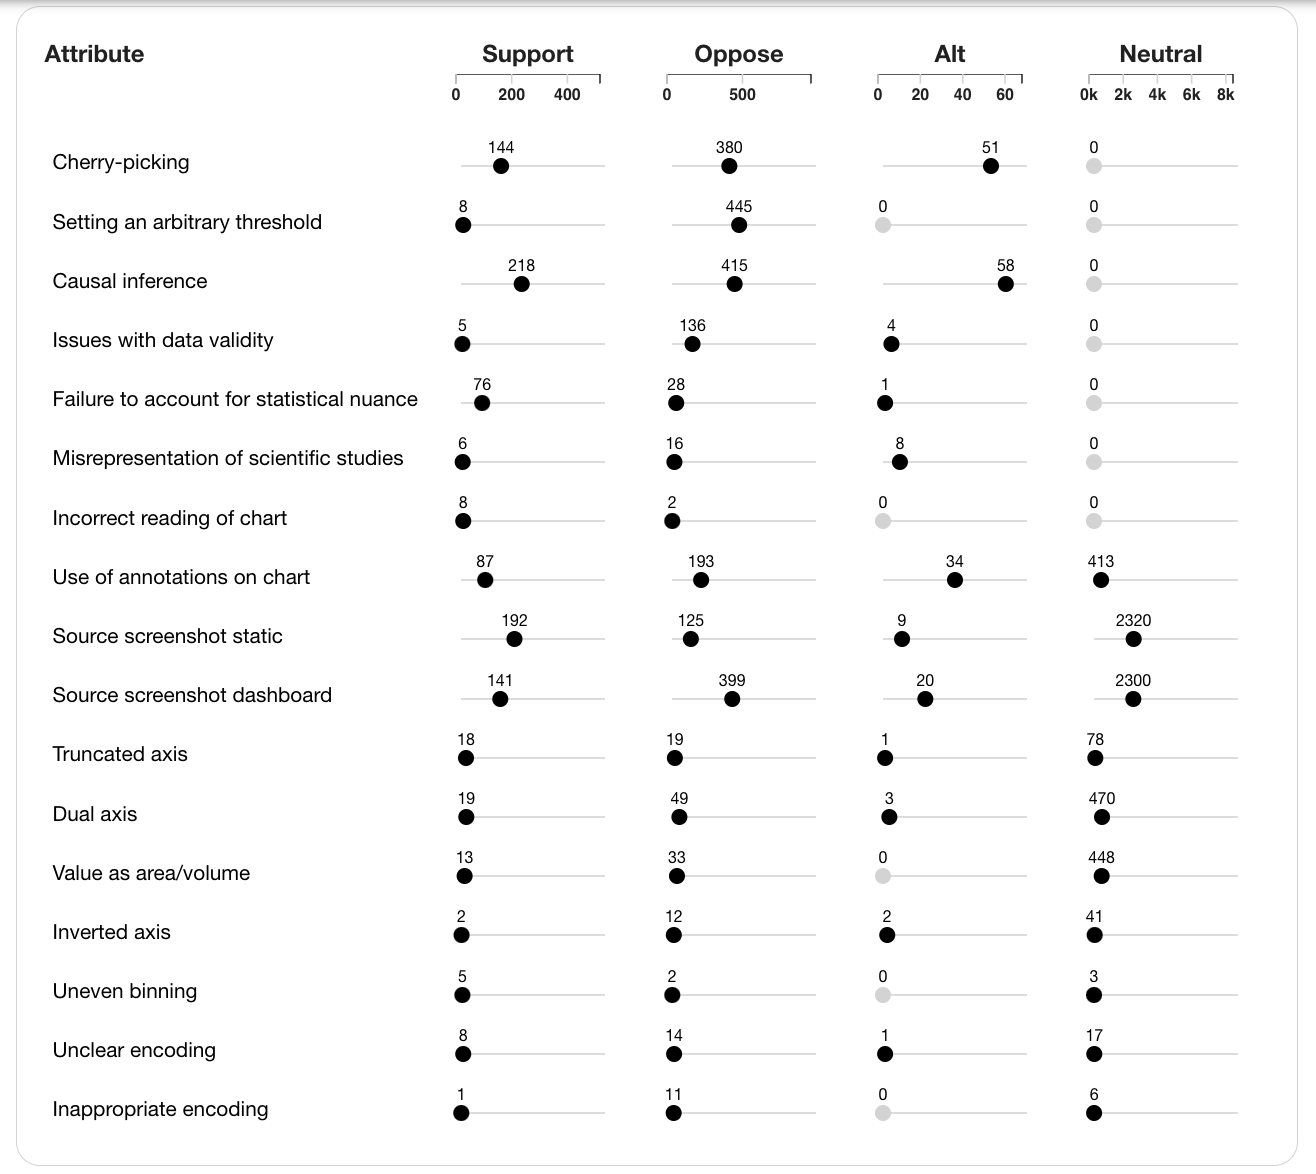 Attribute Support Oppose Alt Neutral
0 200 400 0 500 0 20 40 60 0k 2k 4k 6k 8k
Cherry-picking 144 380 51 0
Setting an arbitrary threshold 8 445 0 0
Causal inference 218 415 58 0
Issues with data validity 5 136 4 0
Failure to account for statistical nuance 76 28 1 0
Misrepresentation of scientific studies 6 16 8 0
Incorrect reading of chart 8 2 0 0
Use of annotations on chart 87 193 34 413
Source screenshot static 192 125 9 2320
Source screenshot dashboard 141 399 20 2300
Truncated axis 18 19 1 78
Dual axis 19 49 3 470
Value as area/volume 13 33 0 448
Inverted axis 2 12 2 41
Uneven binning 5 2 0 3
Unclear encoding 8 14 1 17
Inappropriate encoding 1 11 0 6